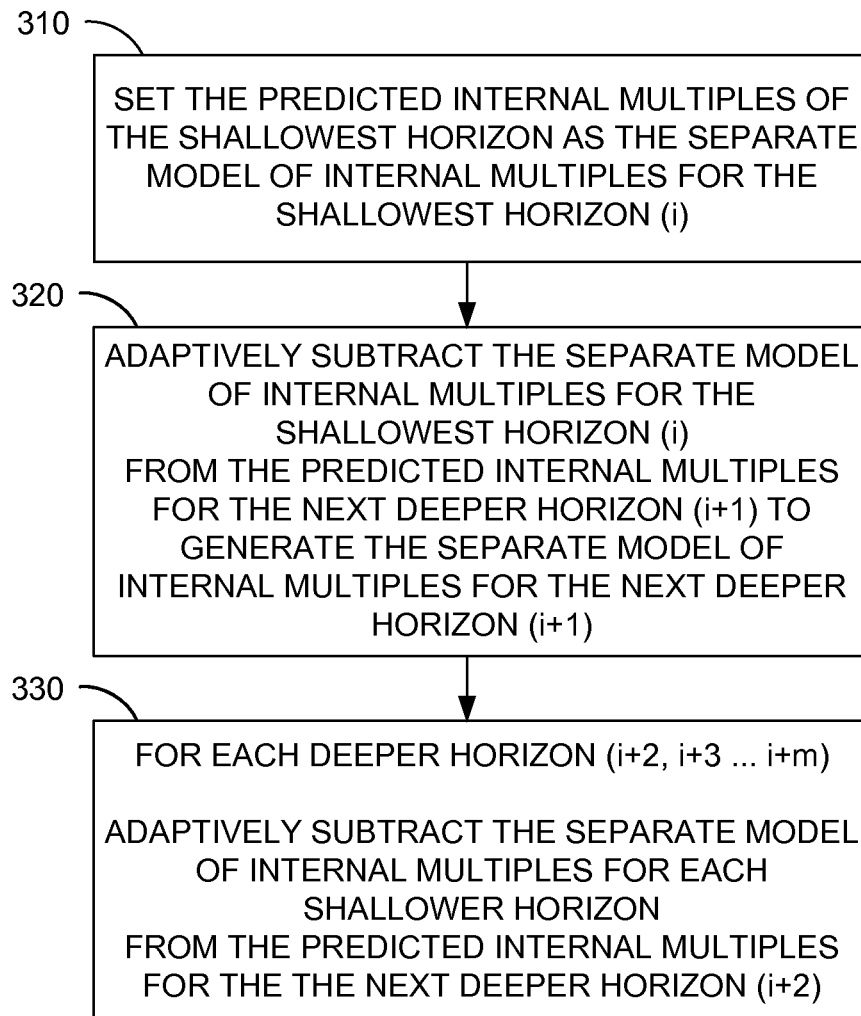 310
SET THE PREDICTED INTERNAL MULTIPLES OF
THE SHALLOWEST HORIZON AS THE SEPARATE
MODEL OF INTERNAL MULTIPLES FOR THE
SHALLOWEST HORIZON (i)
320
ADAPTIVELY SUBTRACT THE SEPARATE MODEL
OF INTERNAL MULTIPLES FOR THE
SHALLOWEST HORIZON (i)
FROM THE PREDICTED INTERNAL MULTIPLES
FOR THE NEXT DEEPER HORIZON (i+1) TO
GENERATE THE SEPARATE MODEL OF
INTERNAL MULTIPLES FOR THE NEXT DEEPER
HORIZON (i+1)
330
FOR EACH DEEPER HORIZON (i+2, i+3 ... i+m)
ADAPTIVELY SUBTRACT THE SEPARATE MODEL
OF INTERNAL MULTIPLES FOR EACH
SHALLOWER HORIZON
FROM THE PREDICTED INTERNAL MULTIPLES
FOR THE THE NEXT DEEPER HORIZON (i+2)